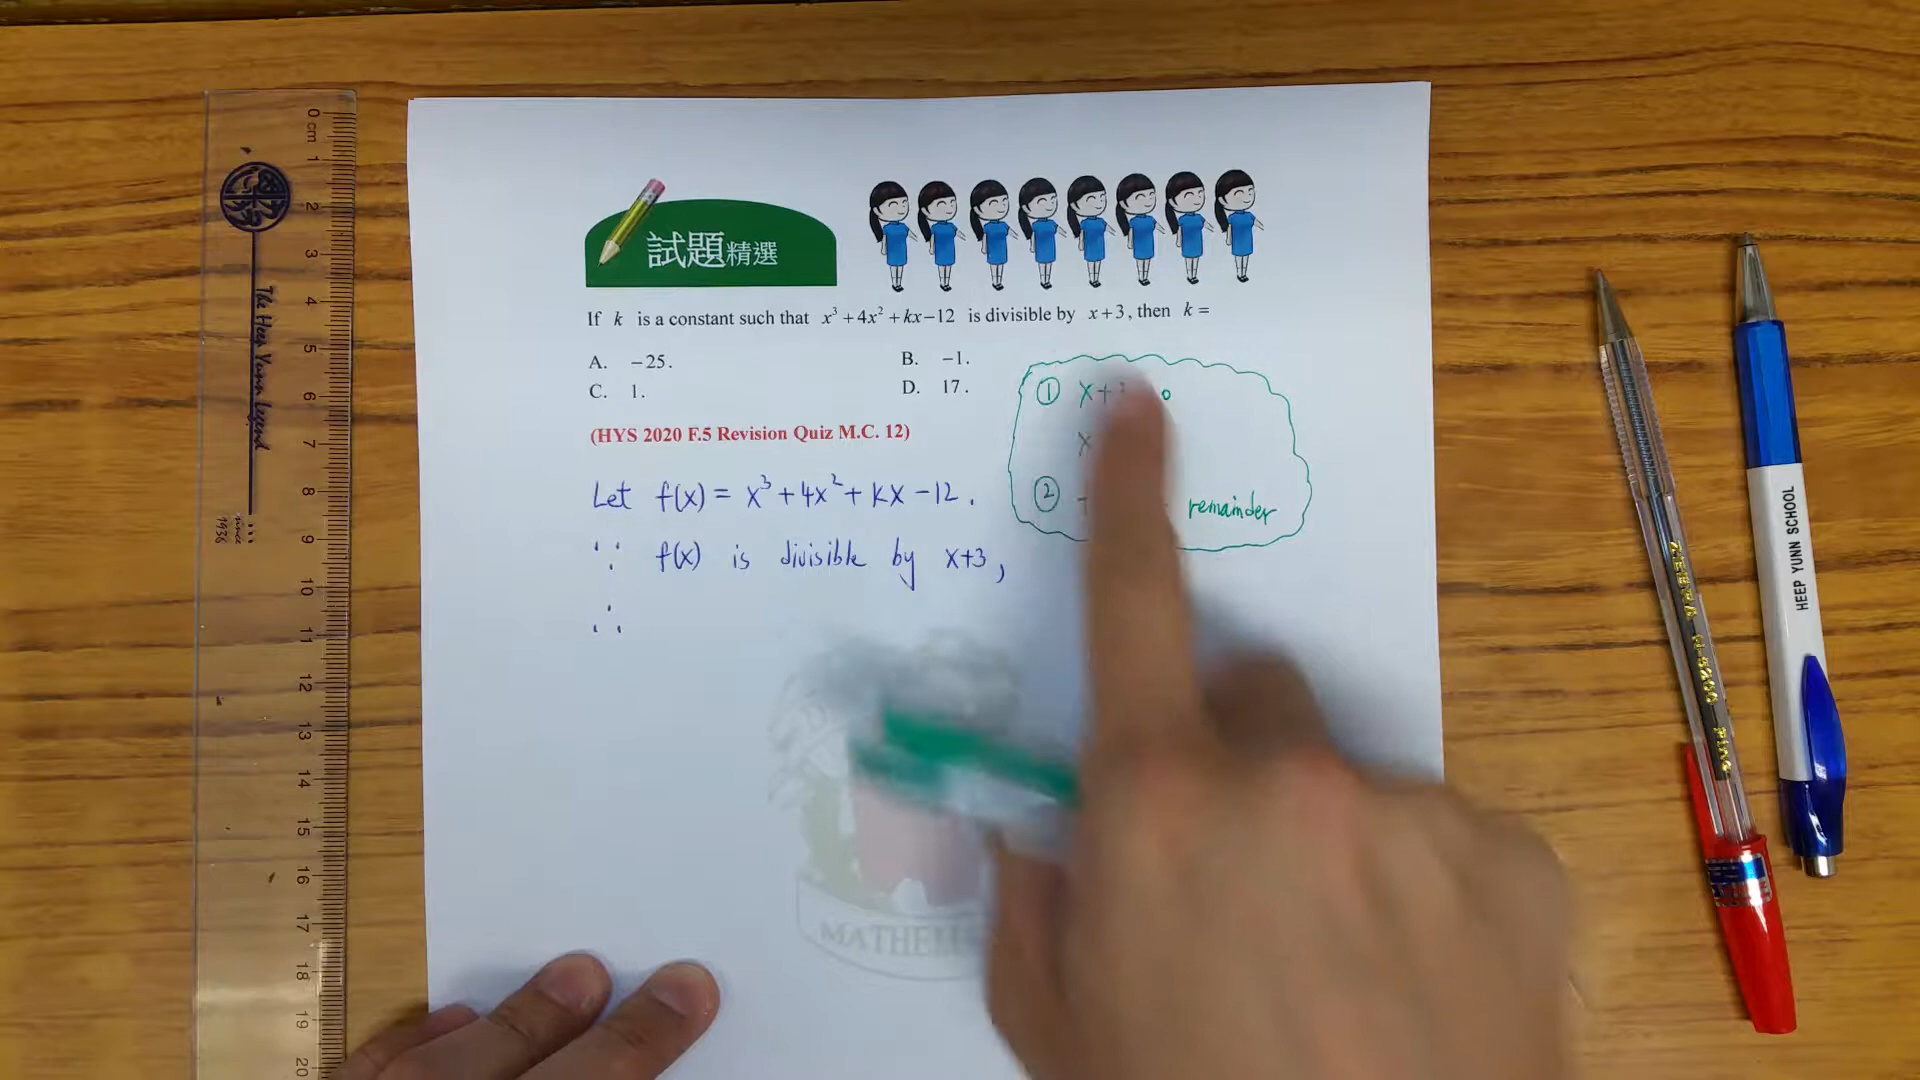 試題精選
If k is a constant such that x³ + 4x² + kx − 12 is divisible by x + 3, then k =
A. −25.
B. −1.
C. 1.
D. 17.
(HYS 2020 F.5 Revision Quiz M.C. 12)
① x+
x
② remainder
Let f(x) = x³ + 4x² + kx − 12.
∵ f(x) is divisible by x+3,
∴
0 cm 1 2 3 4 5 6 7 8 9 10 11 12 13 14 15 16 17 18 19 20
The Heep Yunn Legend
since 1936
HEEP YUNN SCHOOL
ZEBRA N-5200